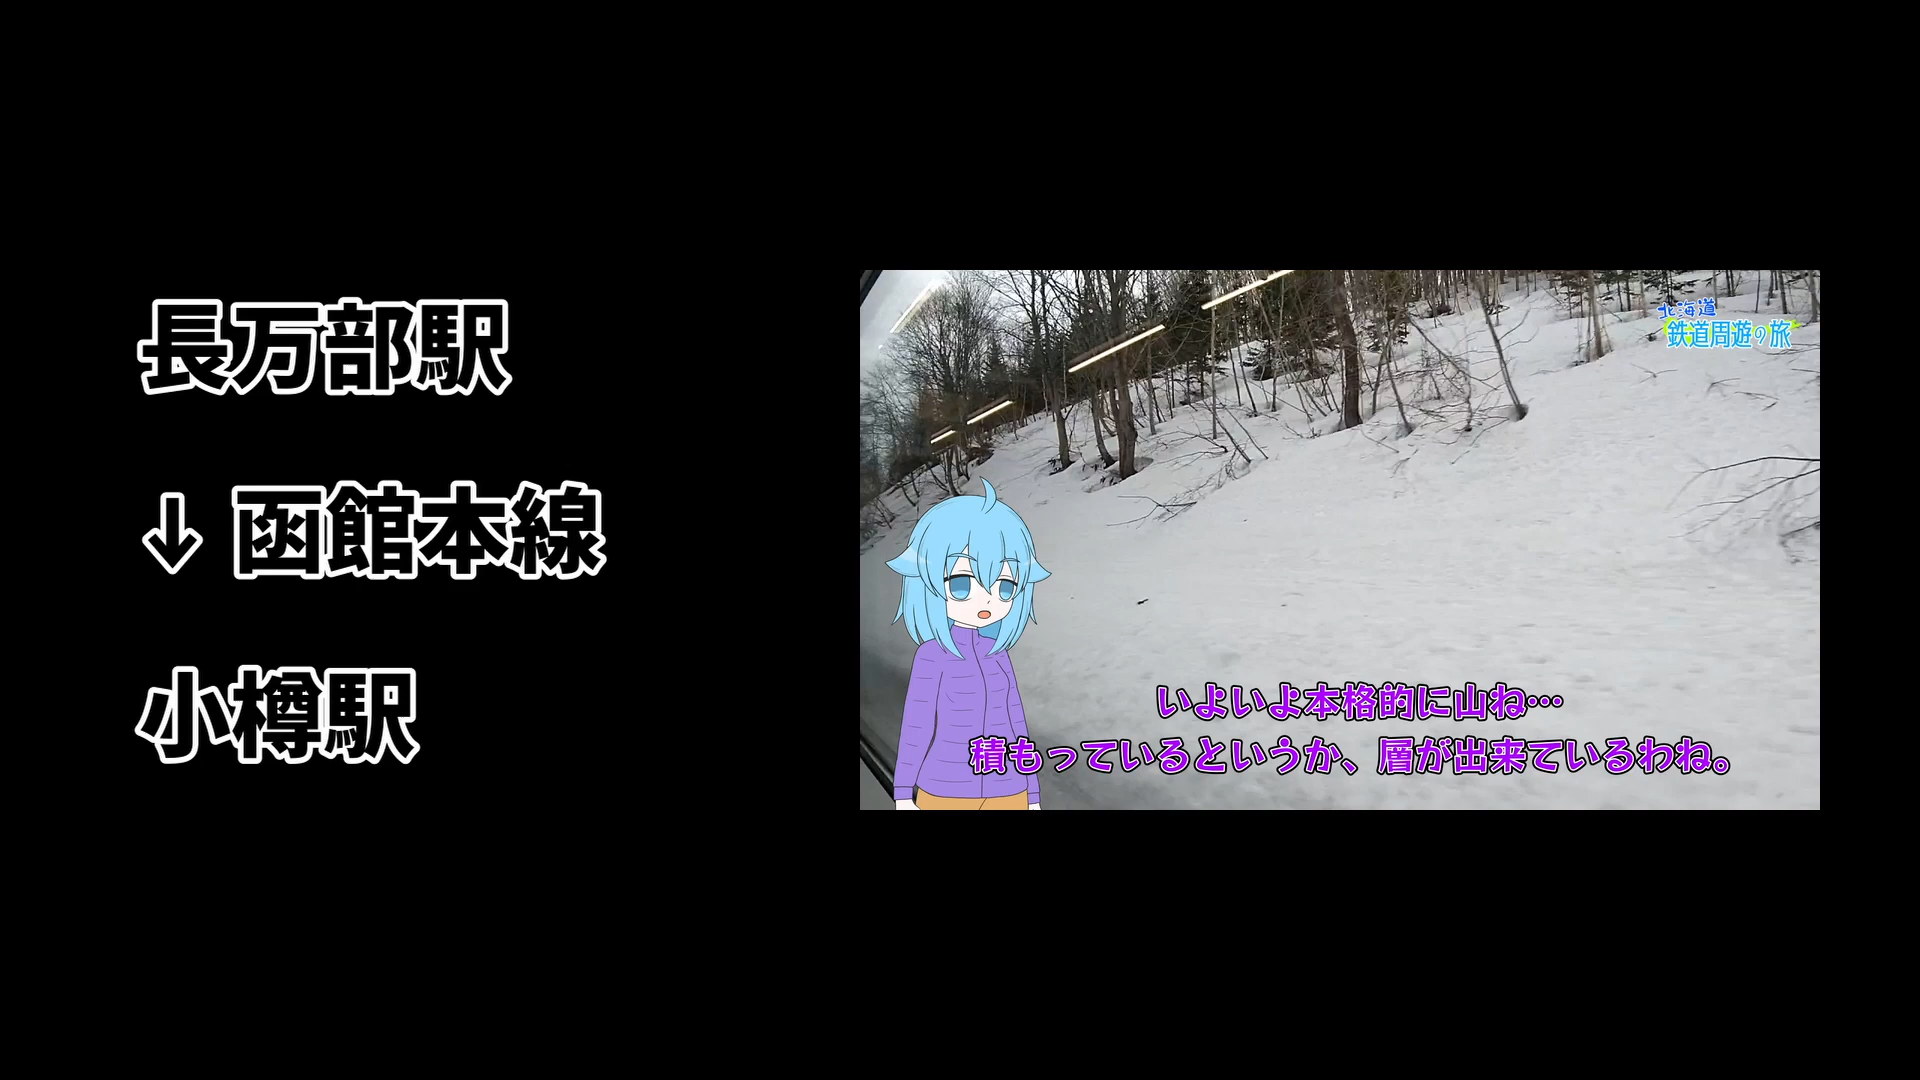 長万部駅
↓ 函館本線
小樽駅
北海道
鉄道周遊の旅
いよいよ本格的に山ね…
積もっているというか、層が出来ているわね。